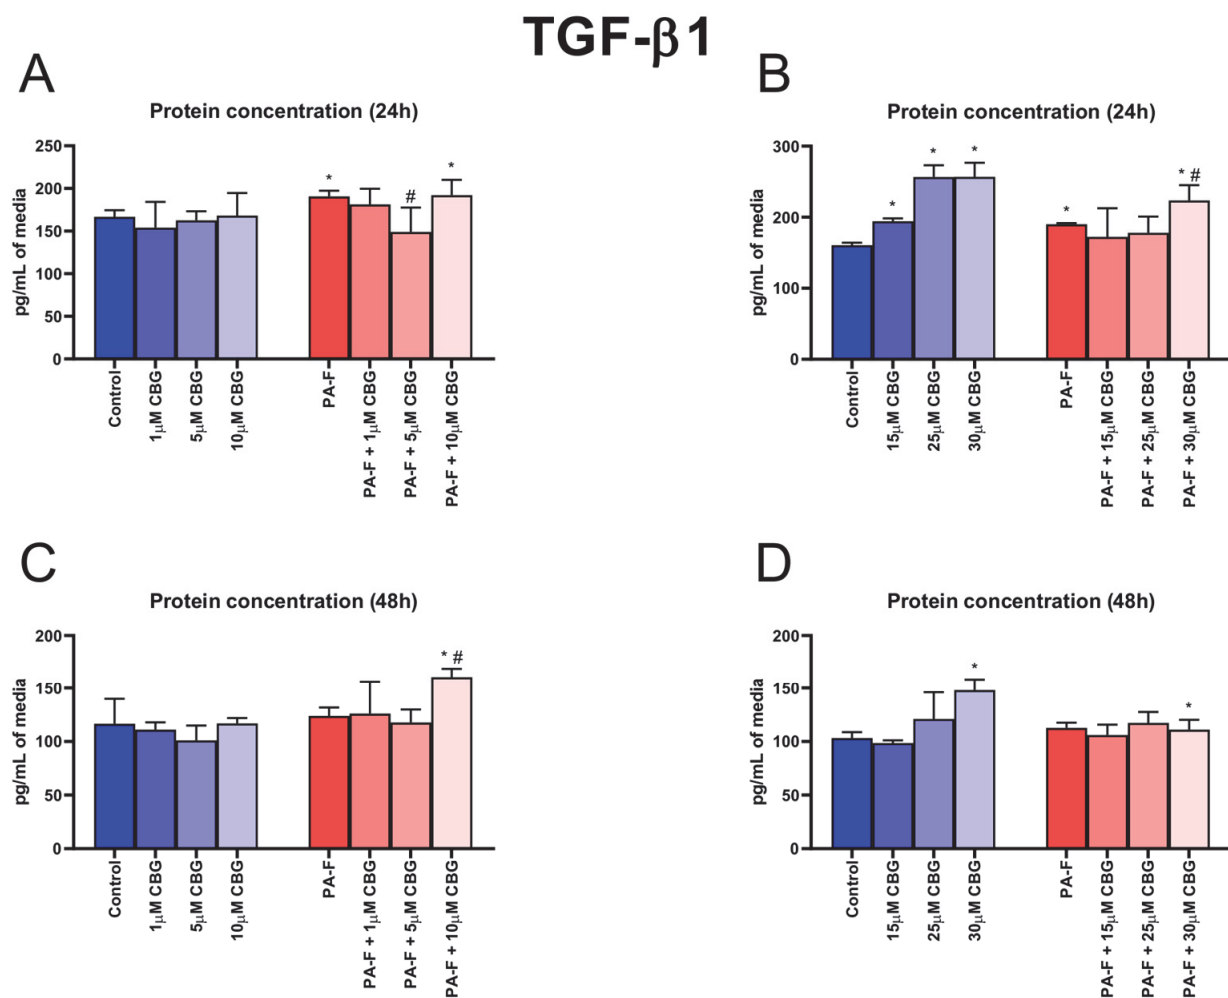 TGF-β1
A
Protein concentration (24h)
pg/mL of media
250
200
150
100
50
0
*
#
*
Control
1μM CBG
5μM CBG
10μM CBG
PA-F
PA-F + 1μM CBG
PA-F + 5μM CBG
PA-F + 10μM CBG
B
Protein concentration (24h)
pg/mL of media
300
200
100
0
*
*
*
*
* #
Control
15μM CBG
25μM CBG
30μM CBG
PA-F
PA-F + 15μM CBG
PA-F + 25μM CBG
PA-F + 30μM CBG
C
Protein concentration (48h)
pg/mL of media
200
150
100
50
0
* #
Control
1μM CBG
5μM CBG
10μM CBG
PA-F
PA-F + 1μM CBG
PA-F + 5μM CBG
PA-F + 10μM CBG
D
Protein concentration (48h)
pg/mL of media
200
150
100
50
0
*
*
Control
15μM CBG
25μM CBG
30μM CBG
PA-F
PA-F + 15μM CBG
PA-F + 25μM CBG
PA-F + 30μM CBG